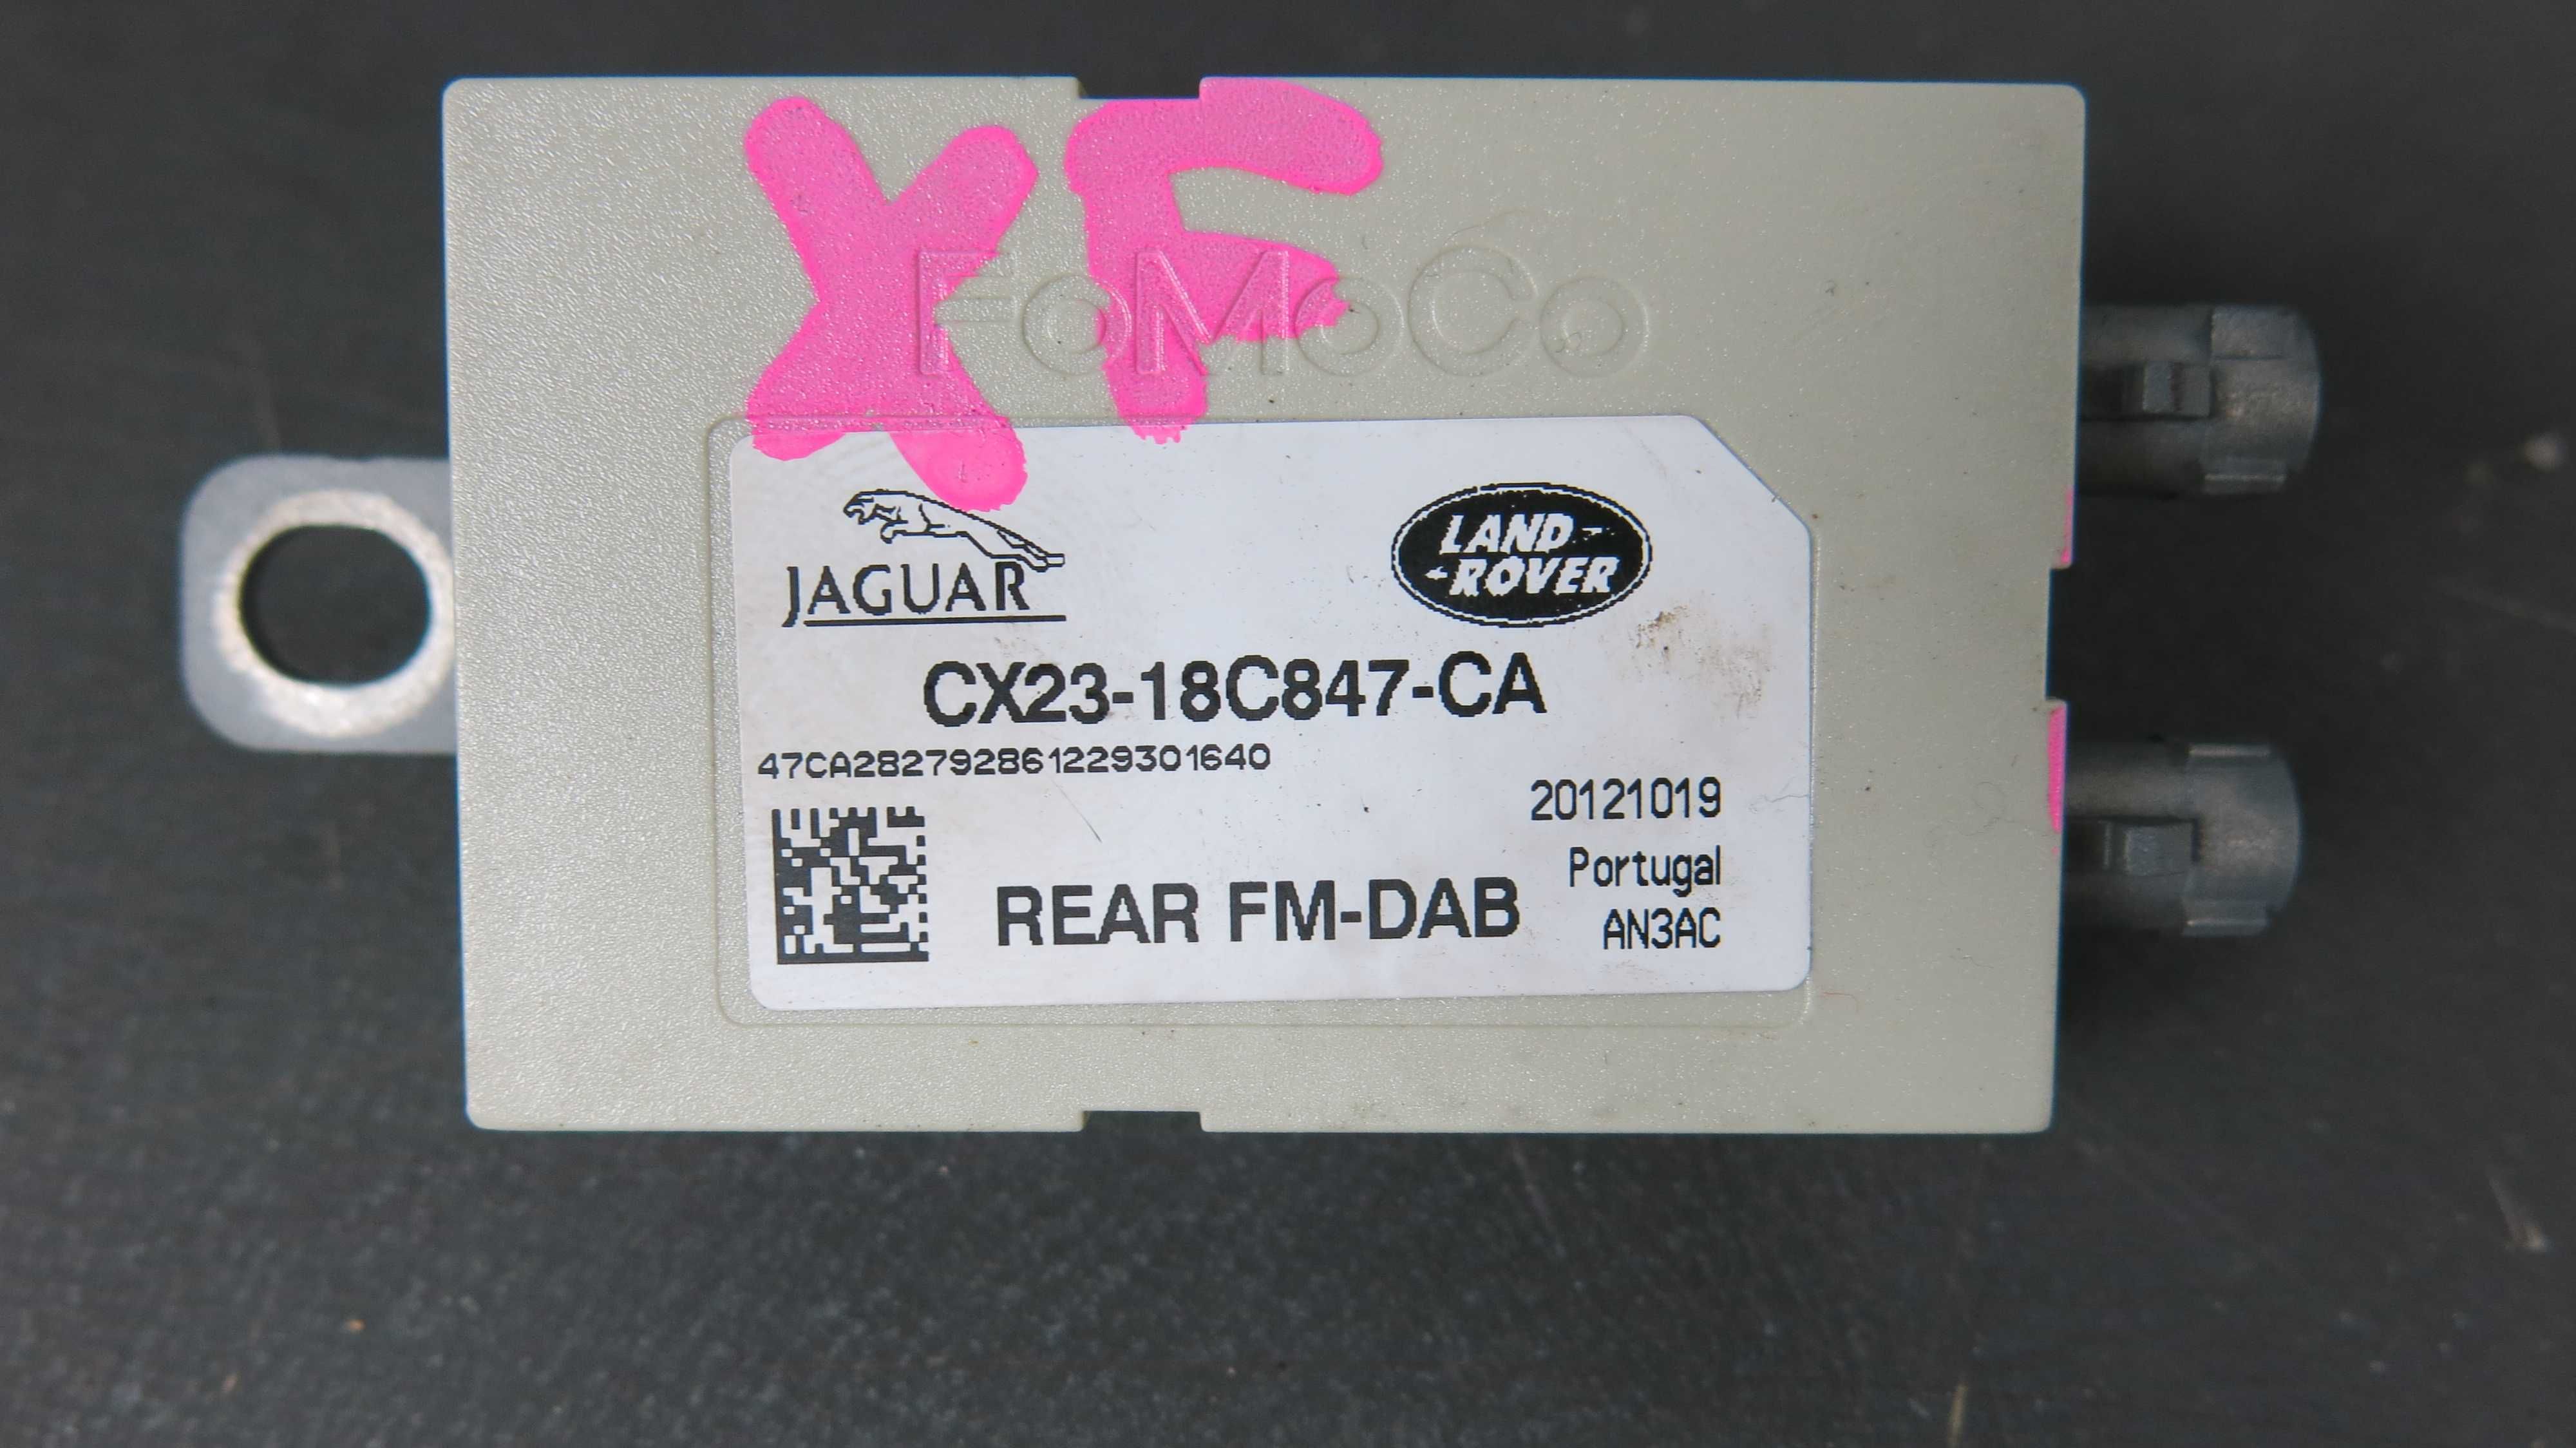 XF
FoMoCo
JAGUAR
LAND
ROVER
CX23-18C847-CA
47CA282792861229301640
20121019
Portugal
REAR FM-DAB
AN3AC